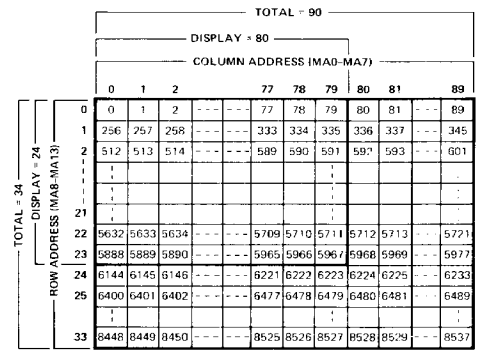 TOTAL = 90
DISPLAY = 80
COLUMN ADDRESS (MA0-MA7)
0 1 2 77 78 79 80 81 89
TOTAL = 34
DISPLAY = 24
ROW ADDRESS (MA8-MA13)
0 0 1 2 - - - - - 77 78 79 80 81 - - - 89
1 256 257 258 - - - - - 333 334 335 336 337 - - - 345
2 512 513 514 - - - - - 589 590 591 592 593 - - - 601
21
22 5632 5633 5634 - - - - - 5709 5710 5711 5712 5713 - - - 5721
23 5888 5889 5890 - - - - - 5965 5966 5967 5968 5969 - - - 5977
24 6144 6145 6146 - - - - - 6221 6222 6223 6224 6225 - - - 6233
25 6400 6401 6402 - - - - - 6477 6478 6479 6480 6481 - - - 6489
33 8448 8449 8450 - - - - - 8525 8526 8527 8528 8529 - - - 8537